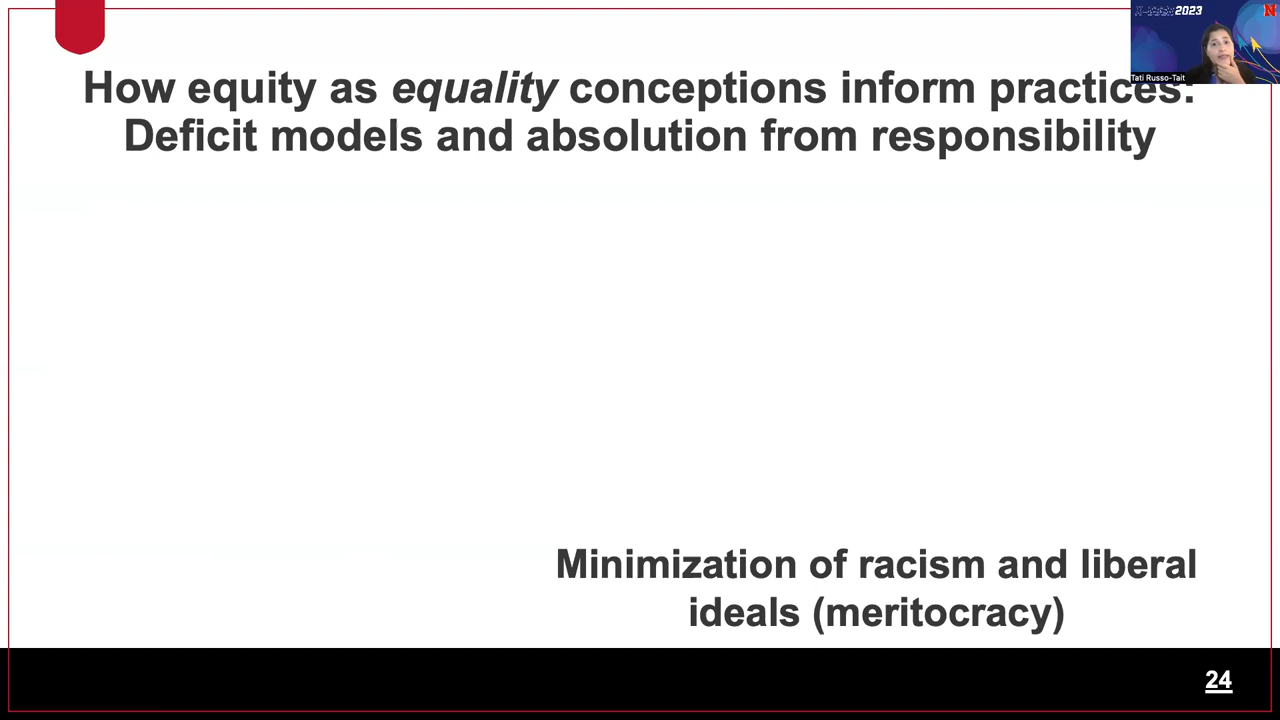 2023
N
Tati Russo-Tait
How equity as equality conceptions inform practices:
Deficit models and absolution from responsibility
Minimization of racism and liberal
ideals (meritocracy)
24